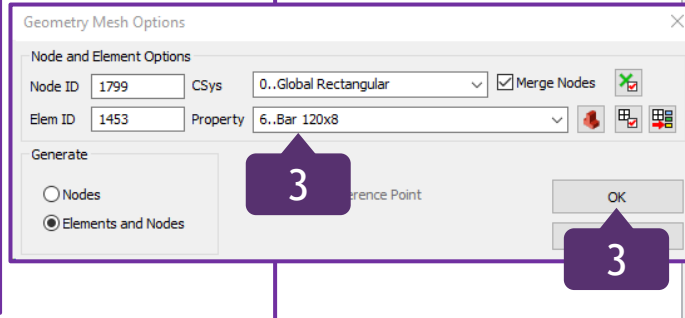 Geometry Mesh Options
Node and Element Options
Node ID 1799 CSys 0..Global Rectangular Merge Nodes
Elem ID 1453 Property 6..Bar 120x8
Generate
Nodes
3
Point
OK
Elements and Nodes
3